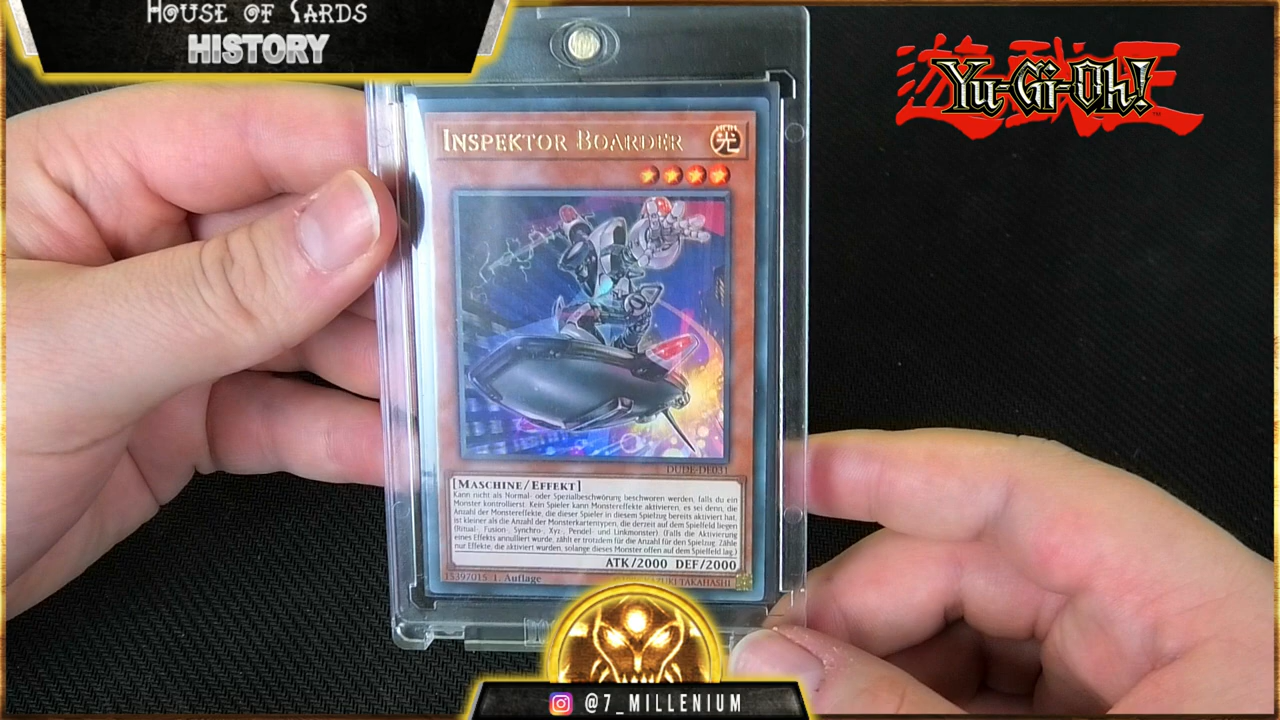 HOUSE OF CARDS
HISTORY
遊戯王
Yu-Gi-Oh!
™
INSPEKTOR BOARDER
光
DUDE-DE031
[MASCHINE/EFFEKT]
Kann nicht als Normal- oder Spezialbeschwörung beschworen werden, falls du ein
Monster kontrollierst. Kein Spieler kann Monstereffekte aktivieren, es sei denn, die
Anzahl der Monstereffekte, die dieser Spieler in diesem Spielzug bereits aktiviert hat,
ist kleiner als die Anzahl der Monsterkartentypen, die derzeit auf dem Spielfeld liegen
(Ritual-, Fusion-, Synchro-, Xyz-, Pendel- und Linkmonster). (Falls die Aktivierung
eines Effekts annulliert wurde, zählt er trotzdem für die Anzahl für den Spielzug. Zähle
nur Effekte, die aktiviert wurden, solange dieses Monster offen auf dem Spielfeld lag.)
ATK/2000 DEF/2000
15397015 1. Auflage
KAZUKI TAKAHASHI
@7_MILLENIUM